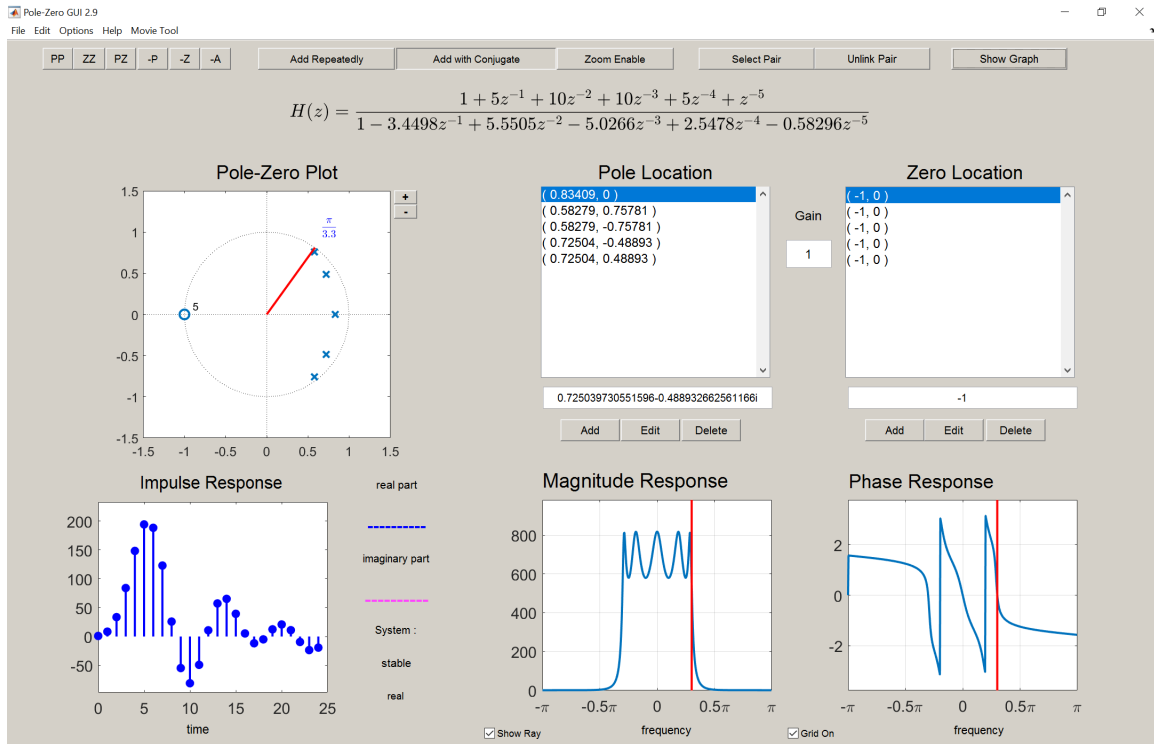 Pole-Zero GUI 2.9
File Edit Options Help Movie Tool
PP ZZ PZ -P -Z -A Add Repeatedly Add with Conjugate Zoom Enable Select Pair Unlink Pair Show Graph
H(z) = \frac{1 + 5z^{-1} + 10z^{-2} + 10z^{-3} + 5z^{-4} + z^{-5}}{1 - 3.4498z^{-1} + 5.5505z^{-2} - 5.0266z^{-3} + 2.5478z^{-4} - 0.58296z^{-5}}
Pole-Zero Plot
+
-
π
3.3
5
1.5
1
0.5
0
-0.5
-1
-1.5
-1.5 -1 -0.5 0 0.5 1 1.5
Pole Location
( 0.83409, 0 )
( 0.58279, 0.75781 )
( 0.58279, -0.75781 )
( 0.72504, -0.48893 )
( 0.72504, 0.48893 )
0.725039730551596-0.488932662561166i
Add Edit Delete
Gain
1
Zero Location
( -1, 0 )
( -1, 0 )
( -1, 0 )
( -1, 0 )
( -1, 0 )
-1
Add Edit Delete
Impulse Response
200
150
100
50
0
-50
0 5 10 15 20 25
time
real part
imaginary part
System :
stable
real
Magnitude Response
800
600
400
200
0
-π -0.5π 0 0.5π π
frequency
Show Ray
Phase Response
2
0
-2
-π -0.5π 0 0.5π π
frequency
Grid On